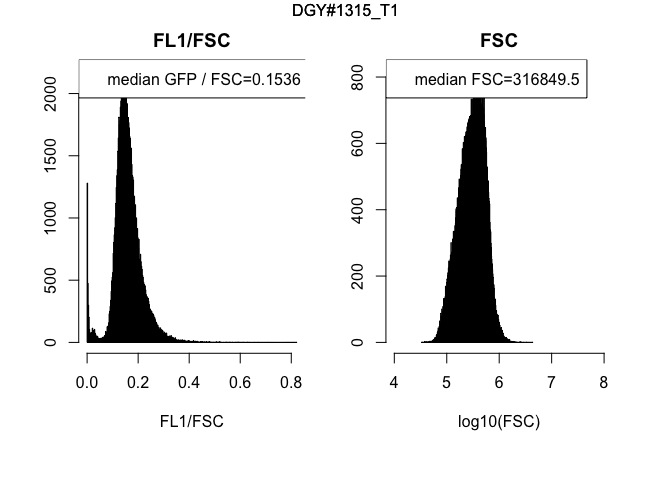 DGY#1315_T1
FL1/FSC
median GFP / FSC=0.1536
2000
1500
1000
500
0
0.0 0.2 0.4 0.6 0.8
FL1/FSC
FSC
median FSC=316849.5
800
600
400
200
0
4 5 6 7 8
log10(FSC)